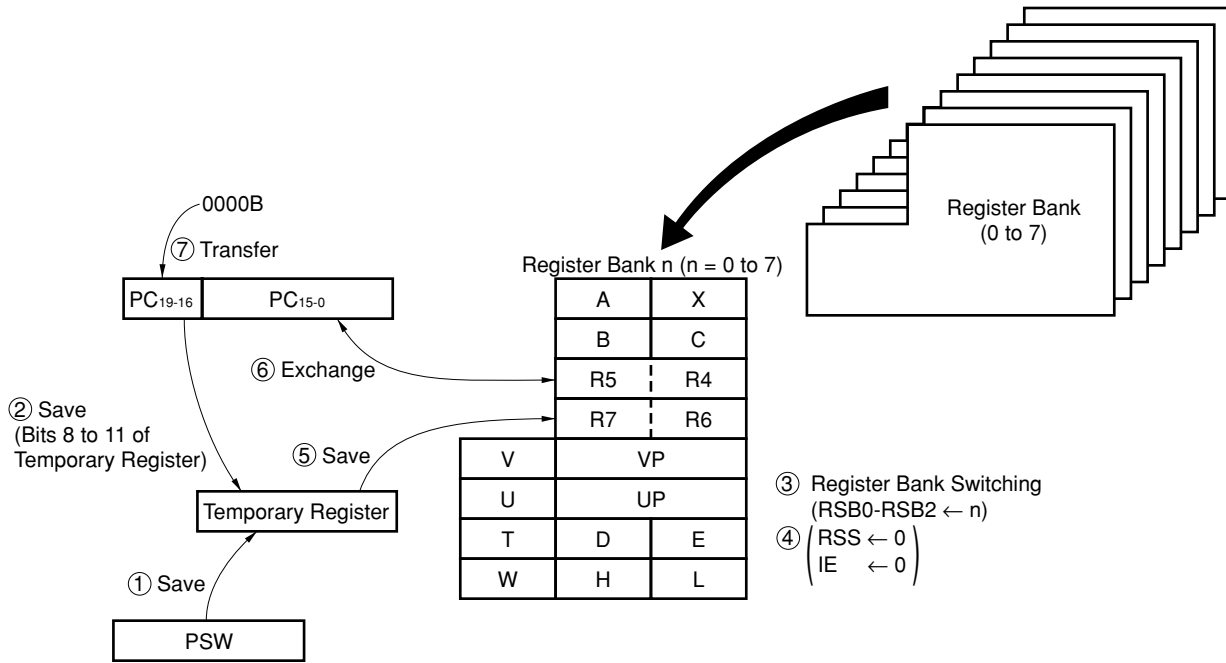 Register Bank
(0 to 7)
0000B
⑦ Transfer
Register Bank n (n = 0 to 7)
PC19-16 PC15-0
A X
B C
⑥ Exchange
R5 R4
② Save
(Bits 8 to 11 of
Temporary Register)
R7 R6
⑤ Save
V VP
U UP
Temporary Register
T D E
W H L
③ Register Bank Switching
(RSB0-RSB2 ← n)
④ RSS ← 0
IE ← 0
① Save
PSW